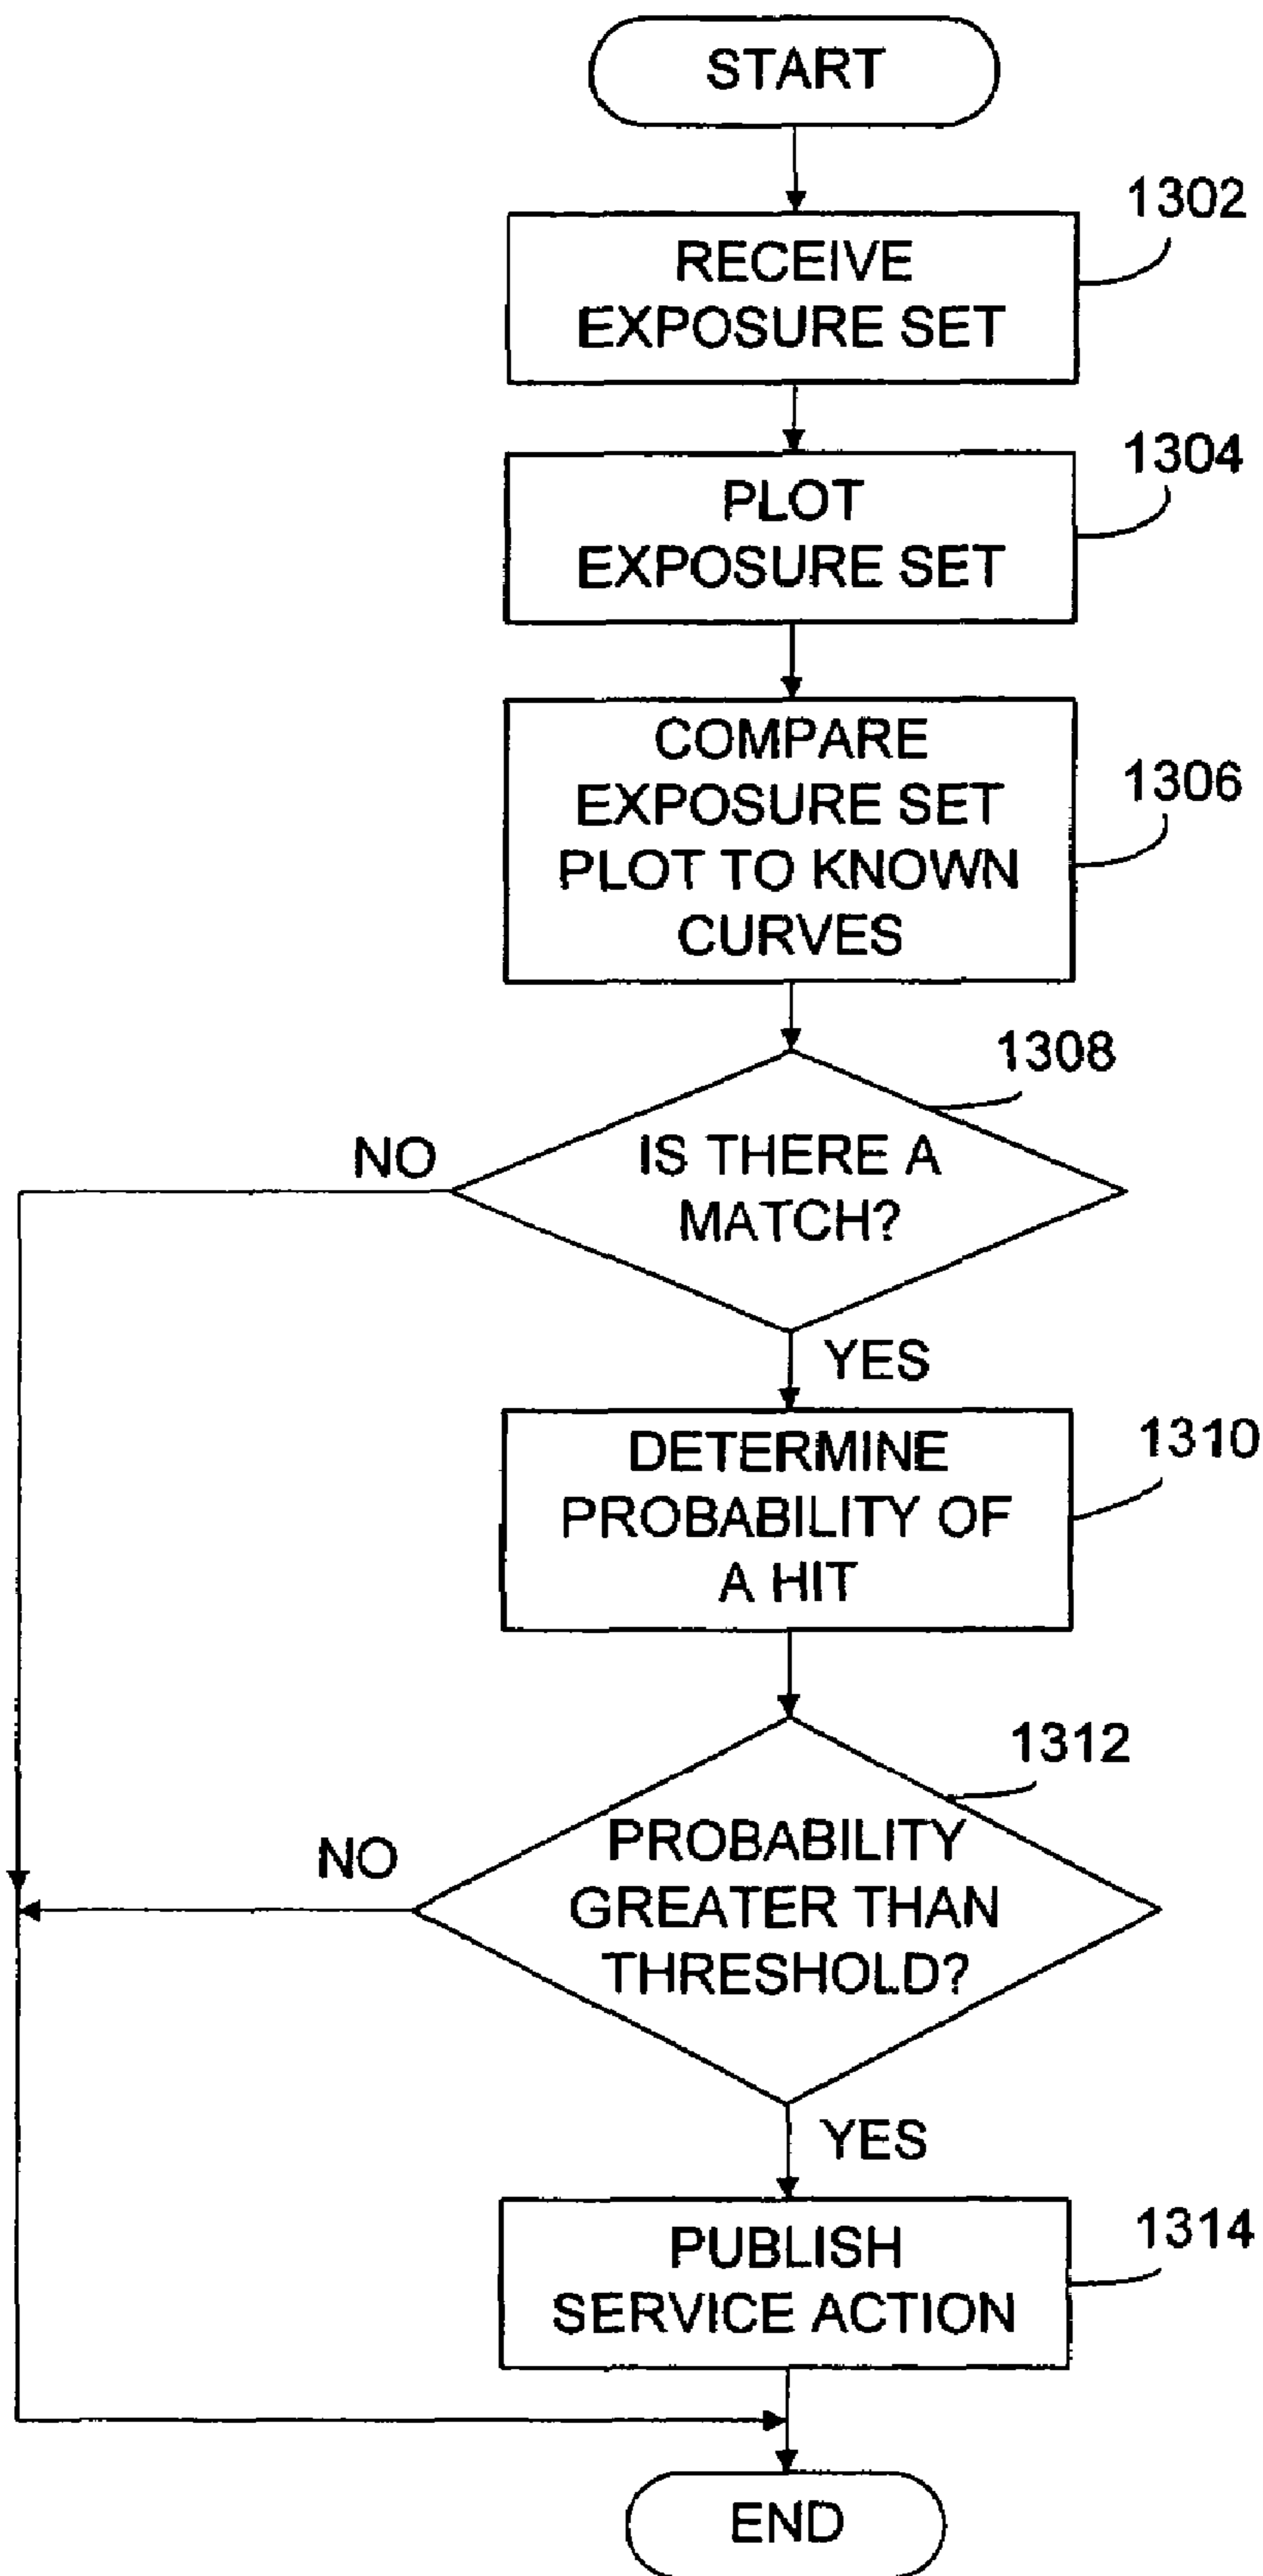 START
1302
RECEIVE
EXPOSURE SET
1304
PLOT
EXPOSURE SET
1306
COMPARE
EXPOSURE SET
PLOT TO KNOWN
CURVES
1308
NO
IS THERE A
MATCH?
YES
1310
DETERMINE
PROBABILITY OF
A HIT
1312
NO
PROBABILITY
GREATER THAN
THRESHOLD?
YES
1314
PUBLISH
SERVICE ACTION
END